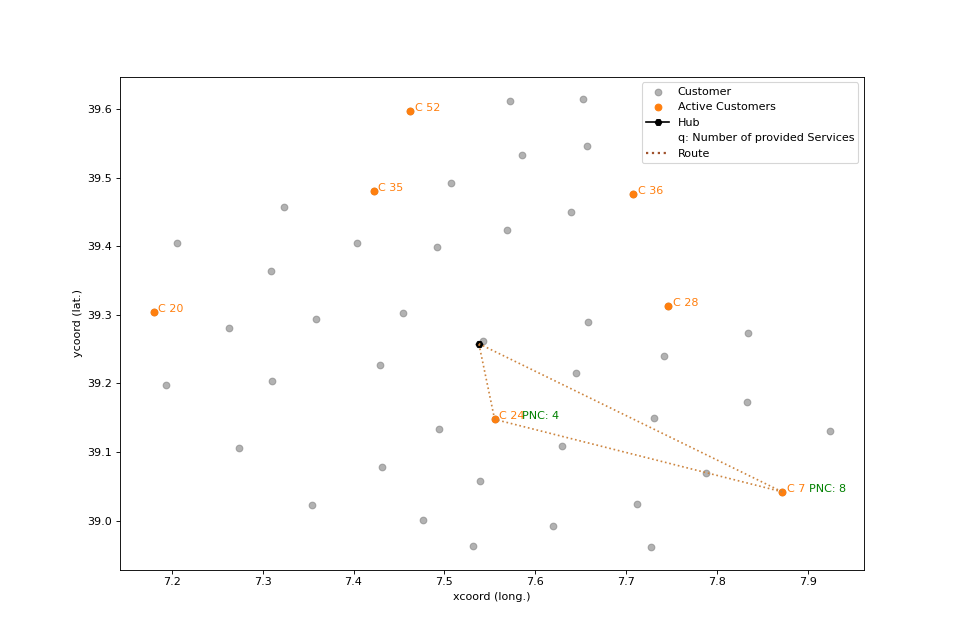 Customer
Active Customers
Hub
q: Number of provided Services
Route
C 52
C 35
C 36
C 20
C 28
C 24
PNC: 4
C 7
PNC: 8
39.6
39.5
39.4
39.3
39.2
39.1
39.0
ycoord (lat.)
7.2 7.3 7.4 7.5 7.6 7.7 7.8 7.9
xcoord (long.)